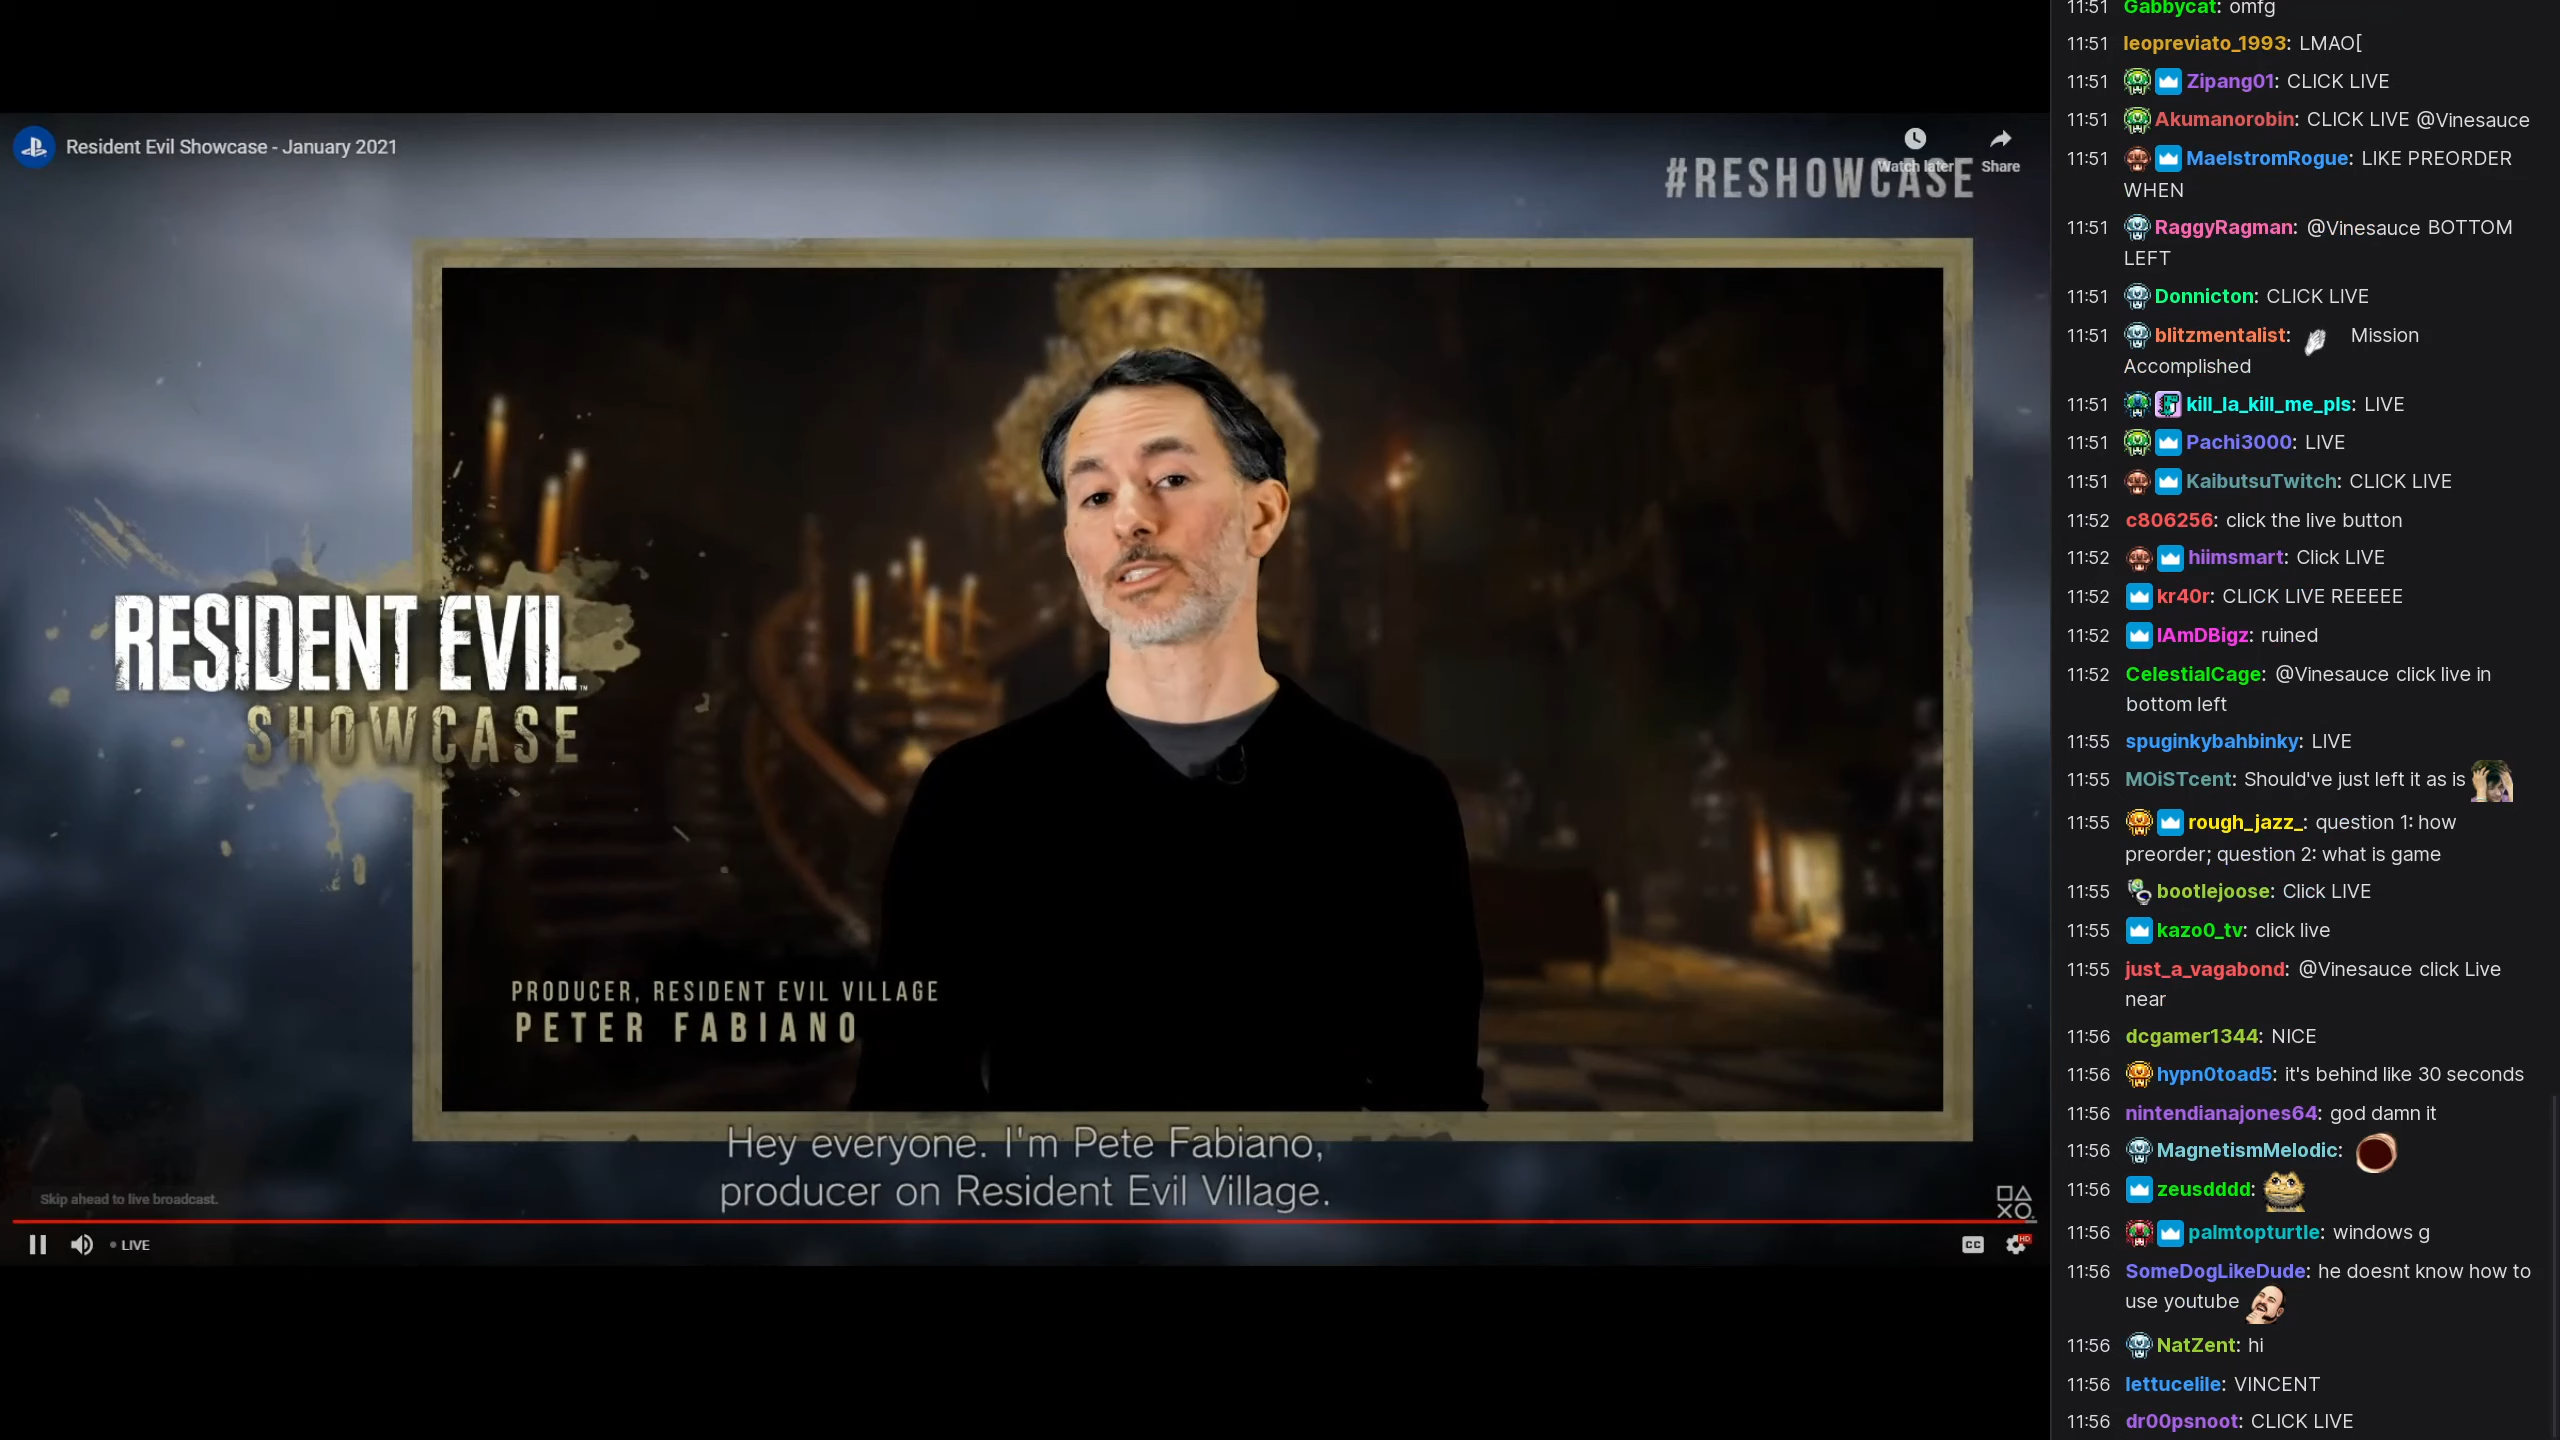 Resident Evil Showcase - January 2021
Watch later
Share
#RESHOWCASE
RESIDENT EVIL
SHOWCASE
PRODUCER, RESIDENT EVIL VILLAGE
PETER FABIANO
Hey everyone. I'm Pete Fabiano,
producer on Resident Evil Village.
Skip ahead to live broadcast.
LIVE
CC
HD
11:51 Gabbycat: omfg
11:51 leopreviato_1993: LMAO[
11:51 Zipang01: CLICK LIVE
11:51 Akumanorobin: CLICK LIVE @Vinesauce
11:51 MaelstromRogue: LIKE PREORDER
WHEN
11:51 RaggyRagman: @Vinesauce BOTTOM
LEFT
11:51 Donnicton: CLICK LIVE
11:51 blitzmentalist: Mission
Accomplished
11:51 kill_la_kill_me_pls: LIVE
11:51 Pachi3000: LIVE
11:51 KaibutsuTwitch: CLICK LIVE
11:52 c806256: click the live button
11:52 hiimsmart: Click LIVE
11:52 kr40r: CLICK LIVE REEEEE
11:52 IAmDBigz: ruined
11:52 CelestialCage: @Vinesauce click live in
bottom left
11:55 spuginkybahbinky: LIVE
11:55 MOiSTcent: Should've just left it as is
11:55 rough_jazz_: question 1: how
preorder; question 2: what is game
11:55 bootlejoose: Click LIVE
11:55 kazo0_tv: click live
11:55 just_a_vagabond: @Vinesauce click Live
near
11:56 dcgamer1344: NICE
11:56 hypn0toad5: it's behind like 30 seconds
11:56 nintendianajones64: god damn it
11:56 MagnetismMelodic:
11:56 zeusdddd:
11:56 palmtopturtle: windows g
11:56 SomeDogLikeDude: he doesnt know how to
use youtube
11:56 NatZent: hi
11:56 lettucelile: VINCENT
11:56 dr00psnoot: CLICK LIVE